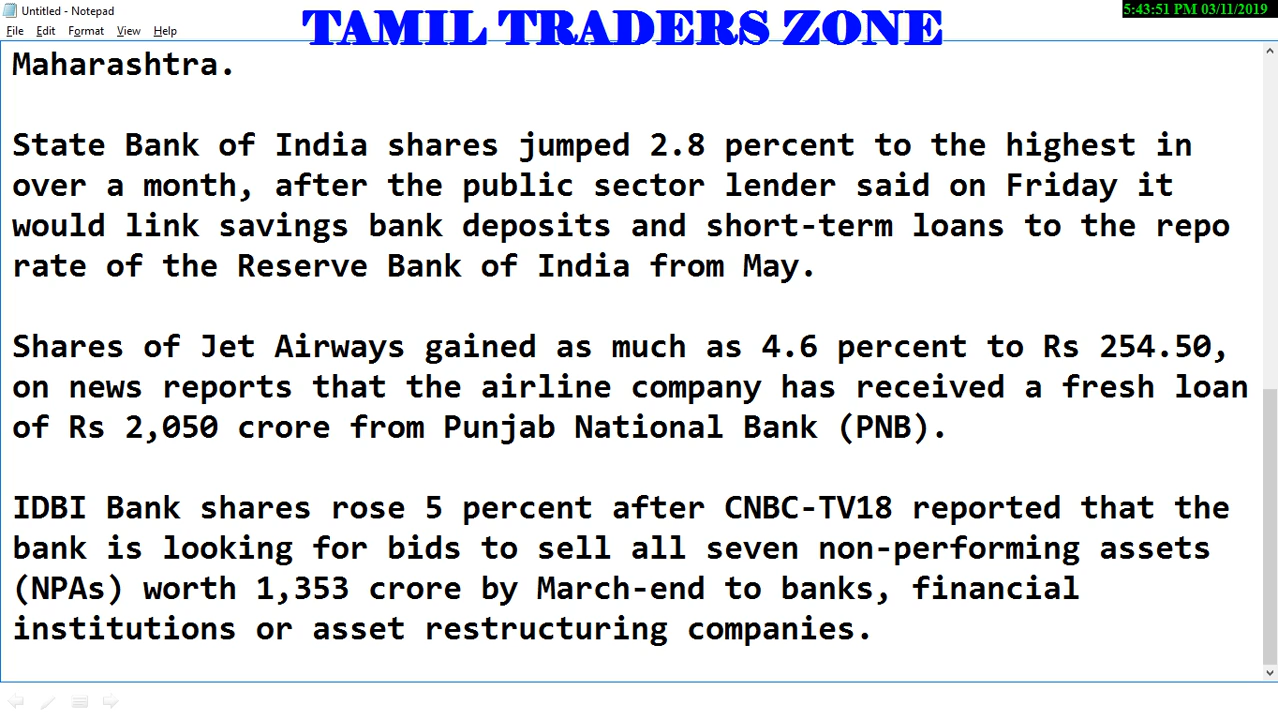 Untitled - Notepad
TAMIL TRADERS ZONE
5:43:51 PM 03/11/2019
File Edit Format View Help
Maharashtra.
State Bank of India shares jumped 2.8 percent to the highest in
over a month, after the public sector lender said on Friday it
would link savings bank deposits and short-term loans to the repo
rate of the Reserve Bank of India from May.
Shares of Jet Airways gained as much as 4.6 percent to Rs 254.50,
on news reports that the airline company has received a fresh loan
of Rs 2,050 crore from Punjab National Bank (PNB).
IDBI Bank shares rose 5 percent after CNBC-TV18 reported that the
bank is looking for bids to sell all seven non-performing assets
(NPAs) worth 1,353 crore by March-end to banks, financial
institutions or asset restructuring companies.